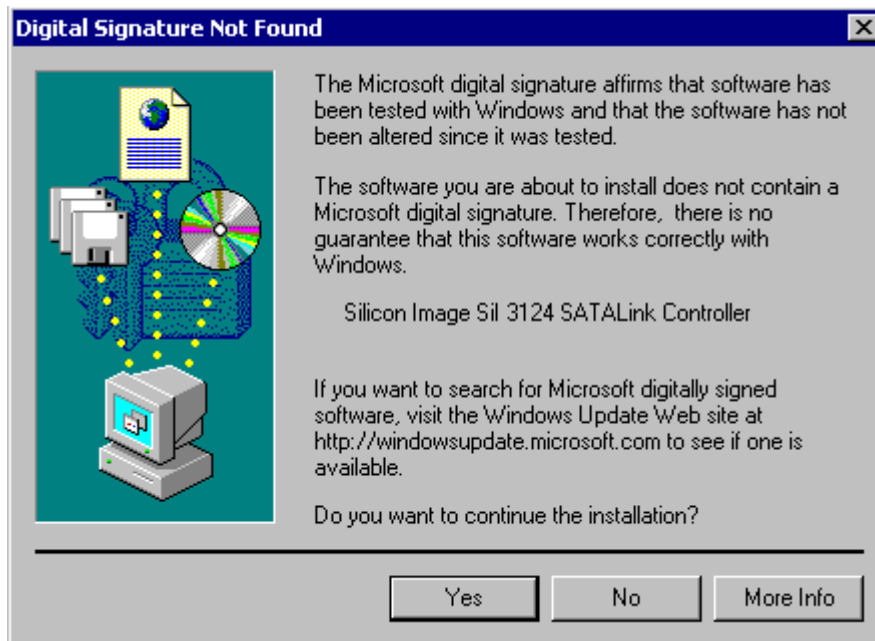 Digital Signature Not Found
The Microsoft digital signature affirms that software has
been tested with Windows and that the software has not
been altered since it was tested.
The software you are about to install does not contain a
Microsoft digital signature. Therefore, there is no
guarantee that this software works correctly with
Windows.
Silicon Image SiI 3124 SATALink Controller
If you want to search for Microsoft digitally signed
software, visit the Windows Update Web site at
http://windowsupdate.microsoft.com to see if one is
available.
Do you want to continue the installation?
Yes No More Info